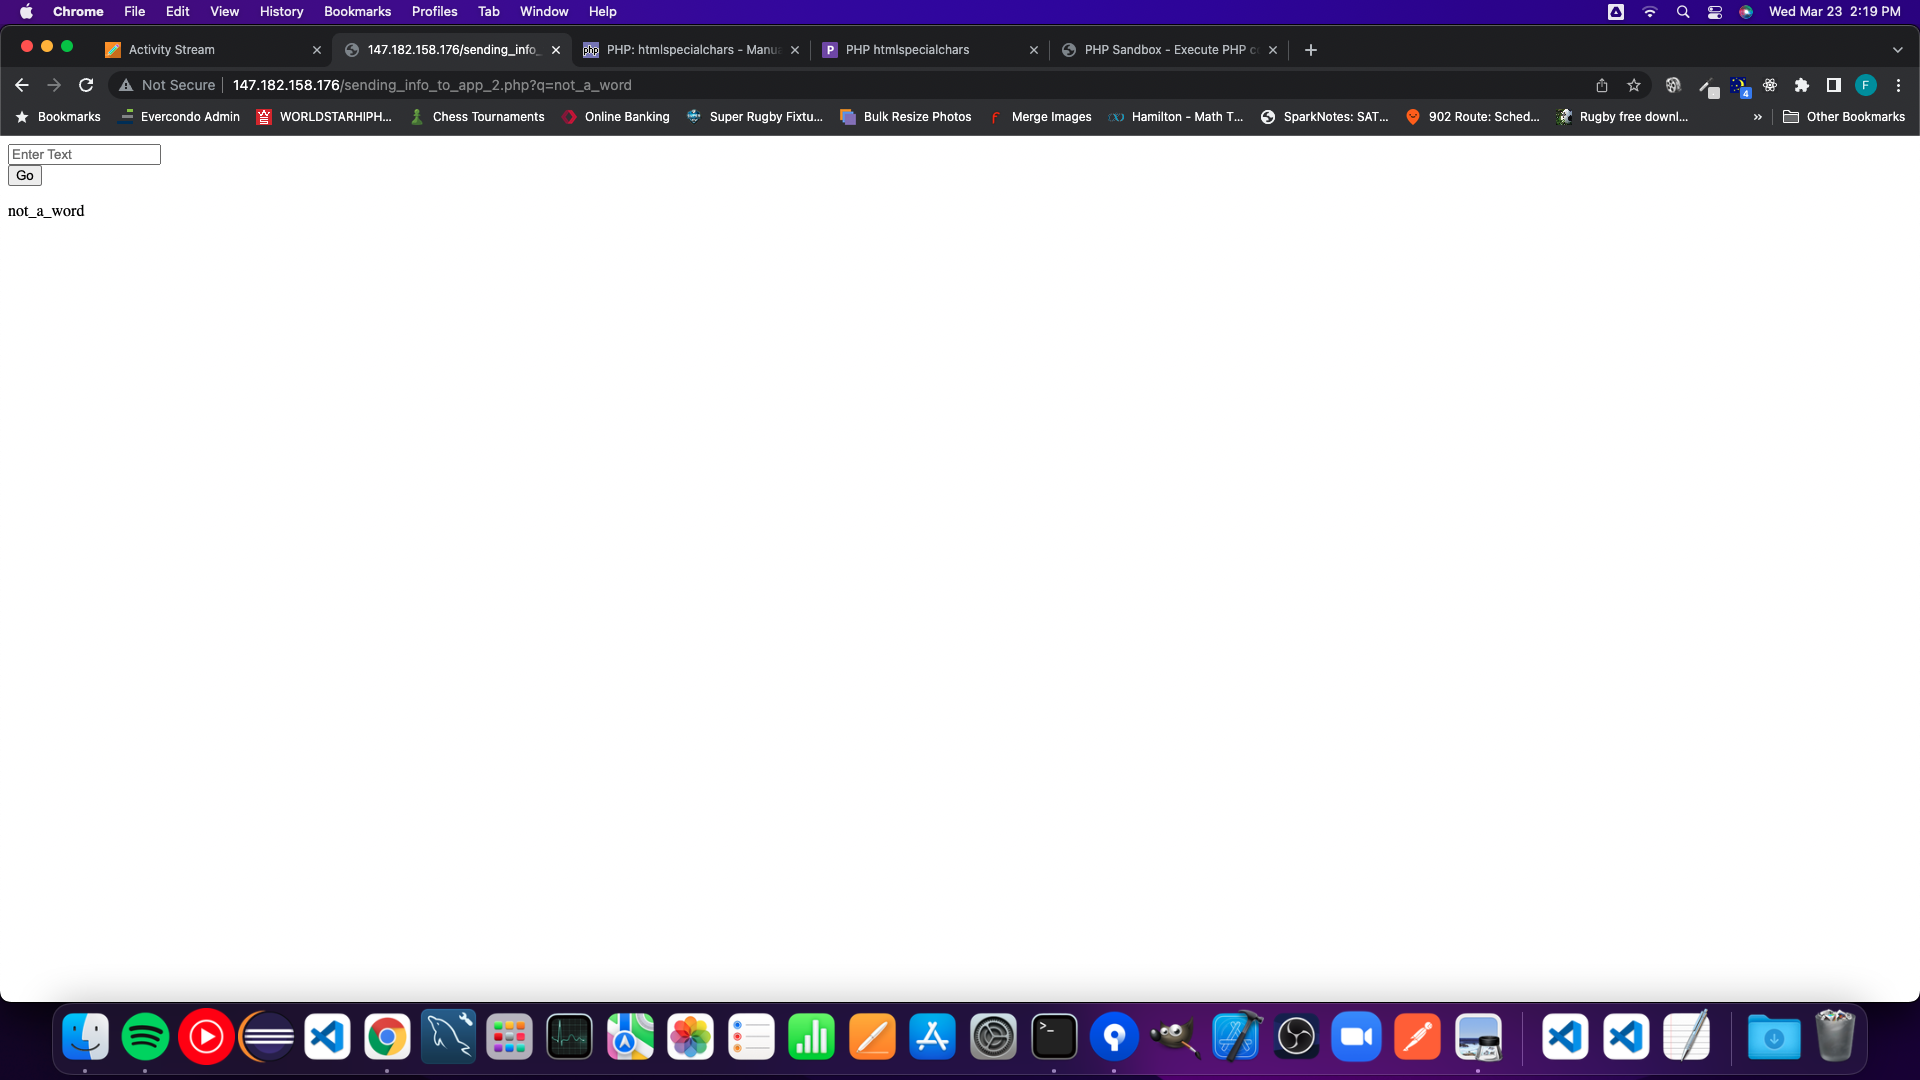 Chrome File Edit View History Bookmarks Profiles Tab Window Help Wed Mar 23 2:19 PM
Activity Stream 147.182.158.176/sending_info_ PHP: htmlspecialchars - Manu PHP htmlspecialchars PHP Sandbox - Execute PHP c
Not Secure 147.182.158.176/sending_info_to_app_2.php?q=not_a_word 4 F
Bookmarks Evercondo Admin WORLDSTARHIPH... Chess Tournaments Online Banking Super Rugby Fixtu... Bulk Resize Photos Merge Images Hamilton - Math T... SparkNotes: SAT... 902 Route: Sched... Rugby free downl... » Other Bookmarks
Enter Text
Go
not_a_word